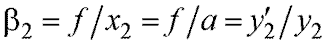 β₂ = f/x₂ = f/a = y′₂/y₂